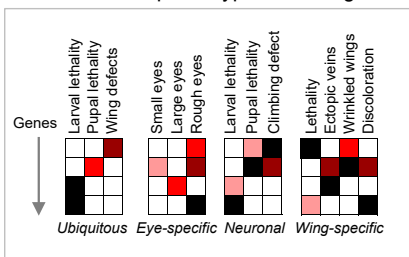 Larval lethality
Pupal lethality
Wing defects
Small eyes
Large eyes
Rough eyes
Larval lethality
Pupal lethality
Climbing defect
Lethality
Ectopic veins
Wrinkled wings
Discoloration
Genes
Ubiquitous
Eye-specific
Neuronal
Wing-specific